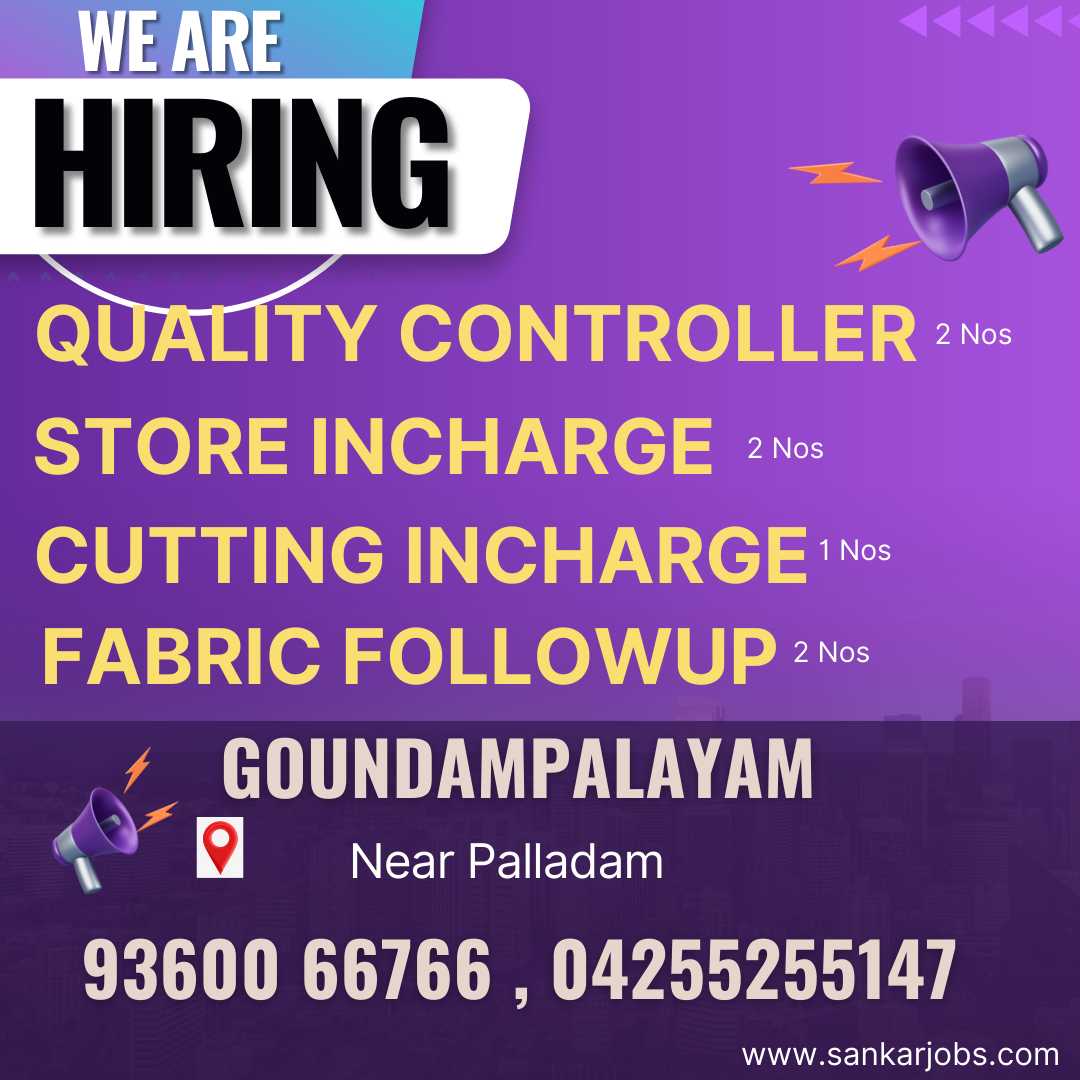 WE ARE
HIRING
QUALITY CONTROLLER 2 Nos
STORE INCHARGE 2 Nos
CUTTING INCHARGE 1 Nos
FABRIC FOLLOWUP 2 Nos
GOUNDAMPALAYAM
Near Palladam
93600 66766 , 04255255147
www.sankarjobs.com